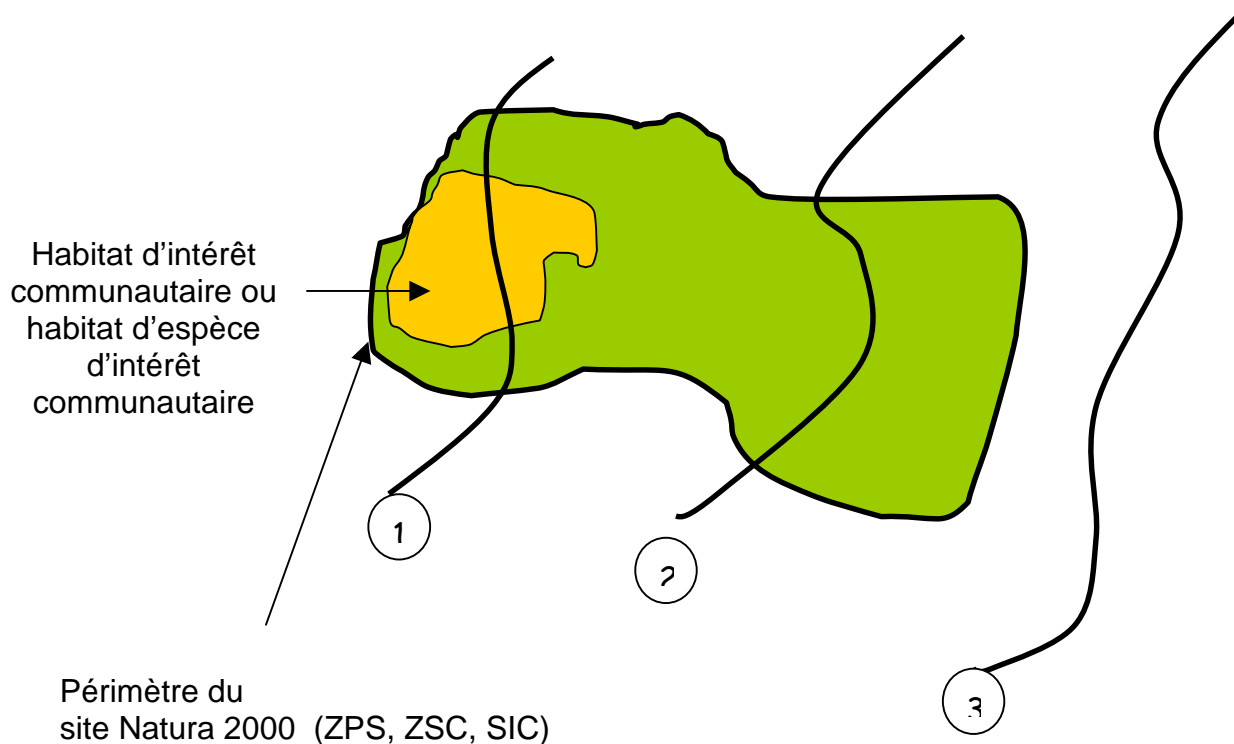 Habitat d'intérêt
communautaire ou
habitat d'espèce
d'intérêt
communautaire
1
2
3
Périmètre du
site Natura 2000 (ZPS, ZSC, SIC)